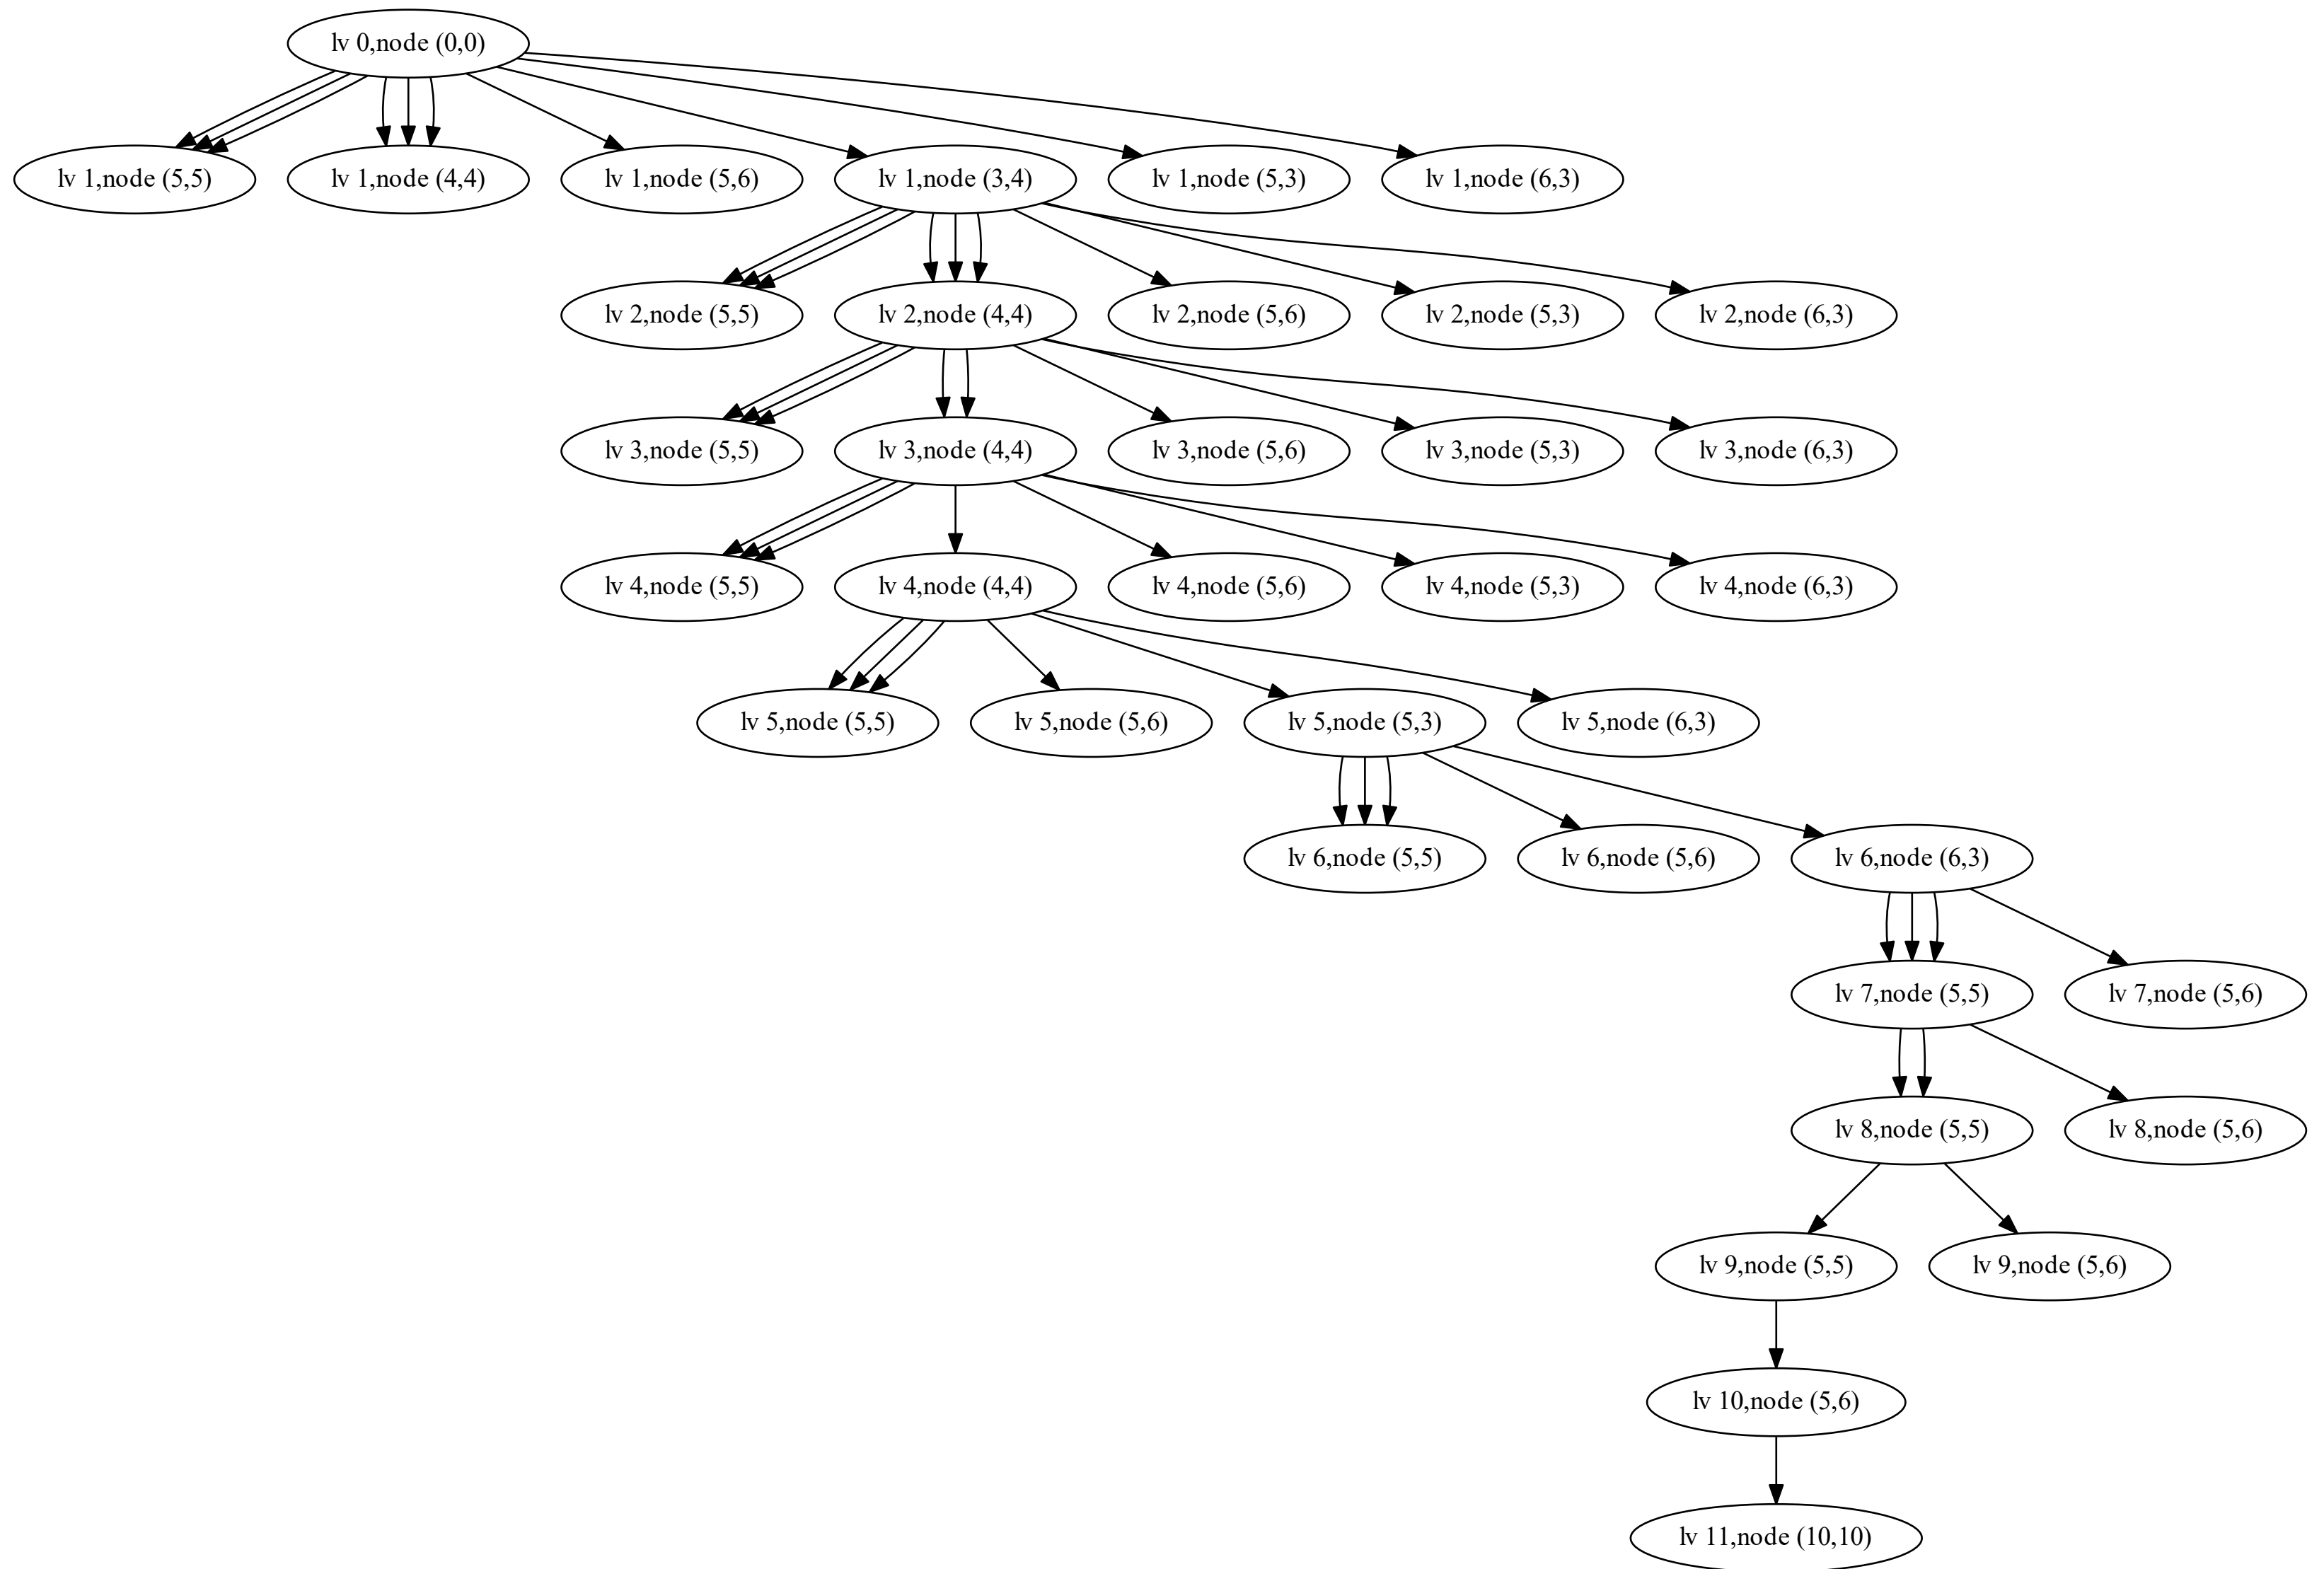 lv 0,node (0,0)
lv 1,node (5,5)
lv 1,node (4,4)
lv 1,node (5,6)
lv 1,node (3,4)
lv 1,node (5,3)
lv 1,node (6,3)
lv 2,node (5,5)
lv 2,node (4,4)
lv 2,node (5,6)
lv 2,node (5,3)
lv 2,node (6,3)
lv 3,node (5,5)
lv 3,node (4,4)
lv 3,node (5,6)
lv 3,node (5,3)
lv 3,node (6,3)
lv 4,node (5,5)
lv 4,node (4,4)
lv 4,node (5,6)
lv 4,node (5,3)
lv 4,node (6,3)
lv 5,node (5,5)
lv 5,node (5,6)
lv 5,node (5,3)
lv 5,node (6,3)
lv 6,node (5,5)
lv 6,node (5,6)
lv 6,node (6,3)
lv 7,node (5,5)
lv 7,node (5,6)
lv 8,node (5,5)
lv 8,node (5,6)
lv 9,node (5,5)
lv 9,node (5,6)
lv 10,node (5,6)
lv 11,node (10,10)